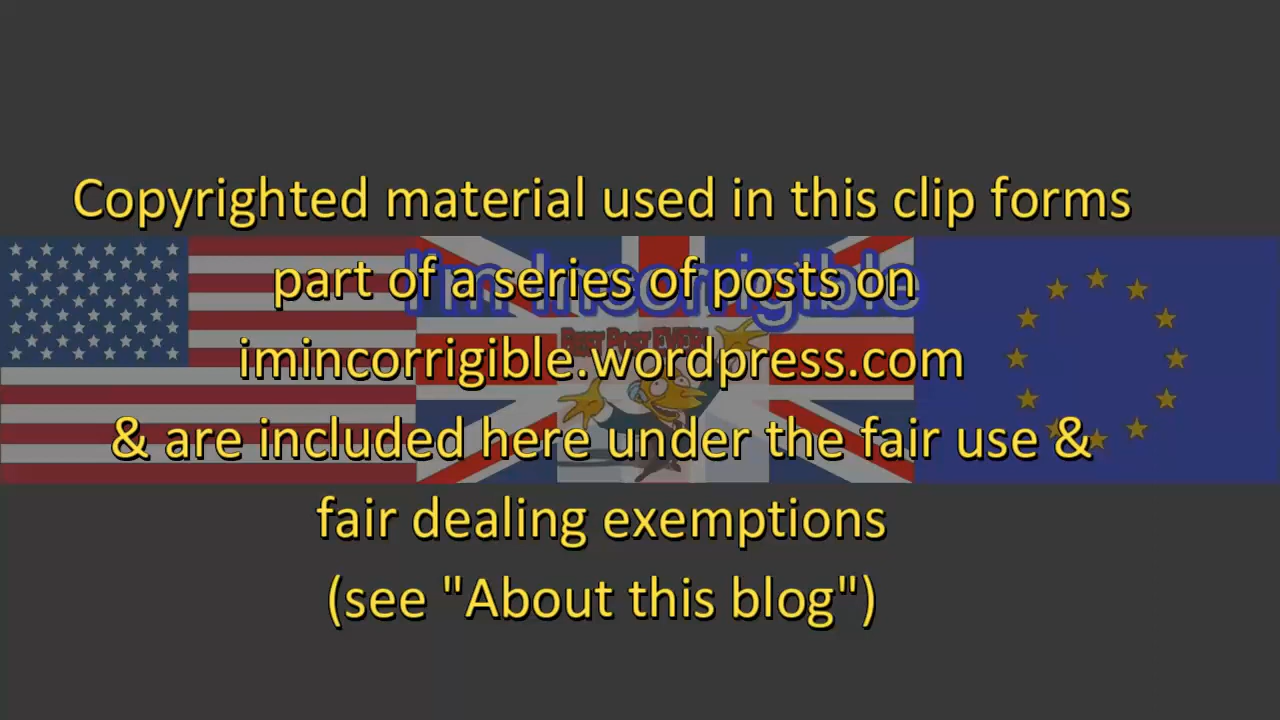 Copyrighted material used in this clip forms
I'm Incorrigible
part of a series of posts on
imincorrigible.wordpress.com
& are included here under the fair use &
fair dealing exemptions
(see "About this blog")